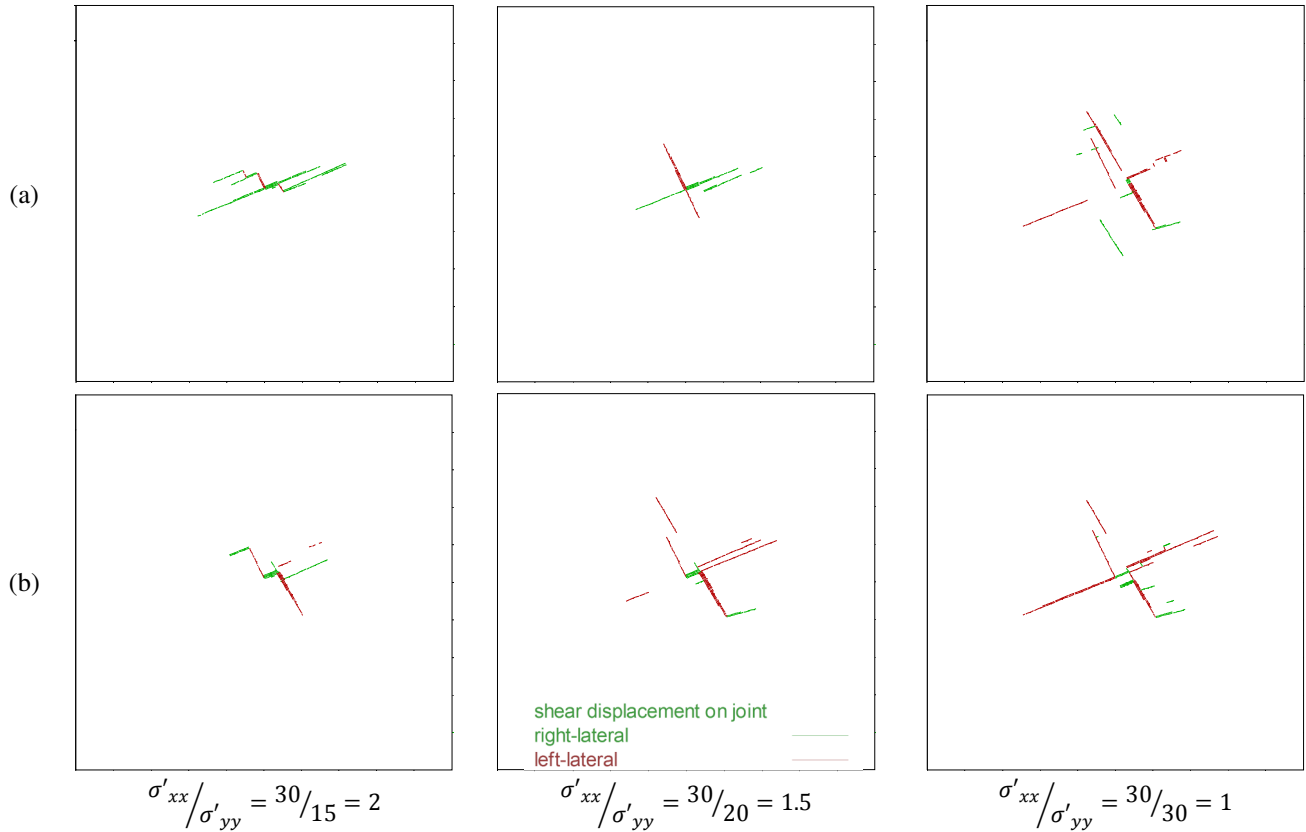 (a)
(b)
shear displacement on joint
right-lateral
left-lateral
σ'xx/σ'yy = 30/15 = 2
σ'xx/σ'yy = 30/20 = 1.5
σ'xx/σ'yy = 30/30 = 1